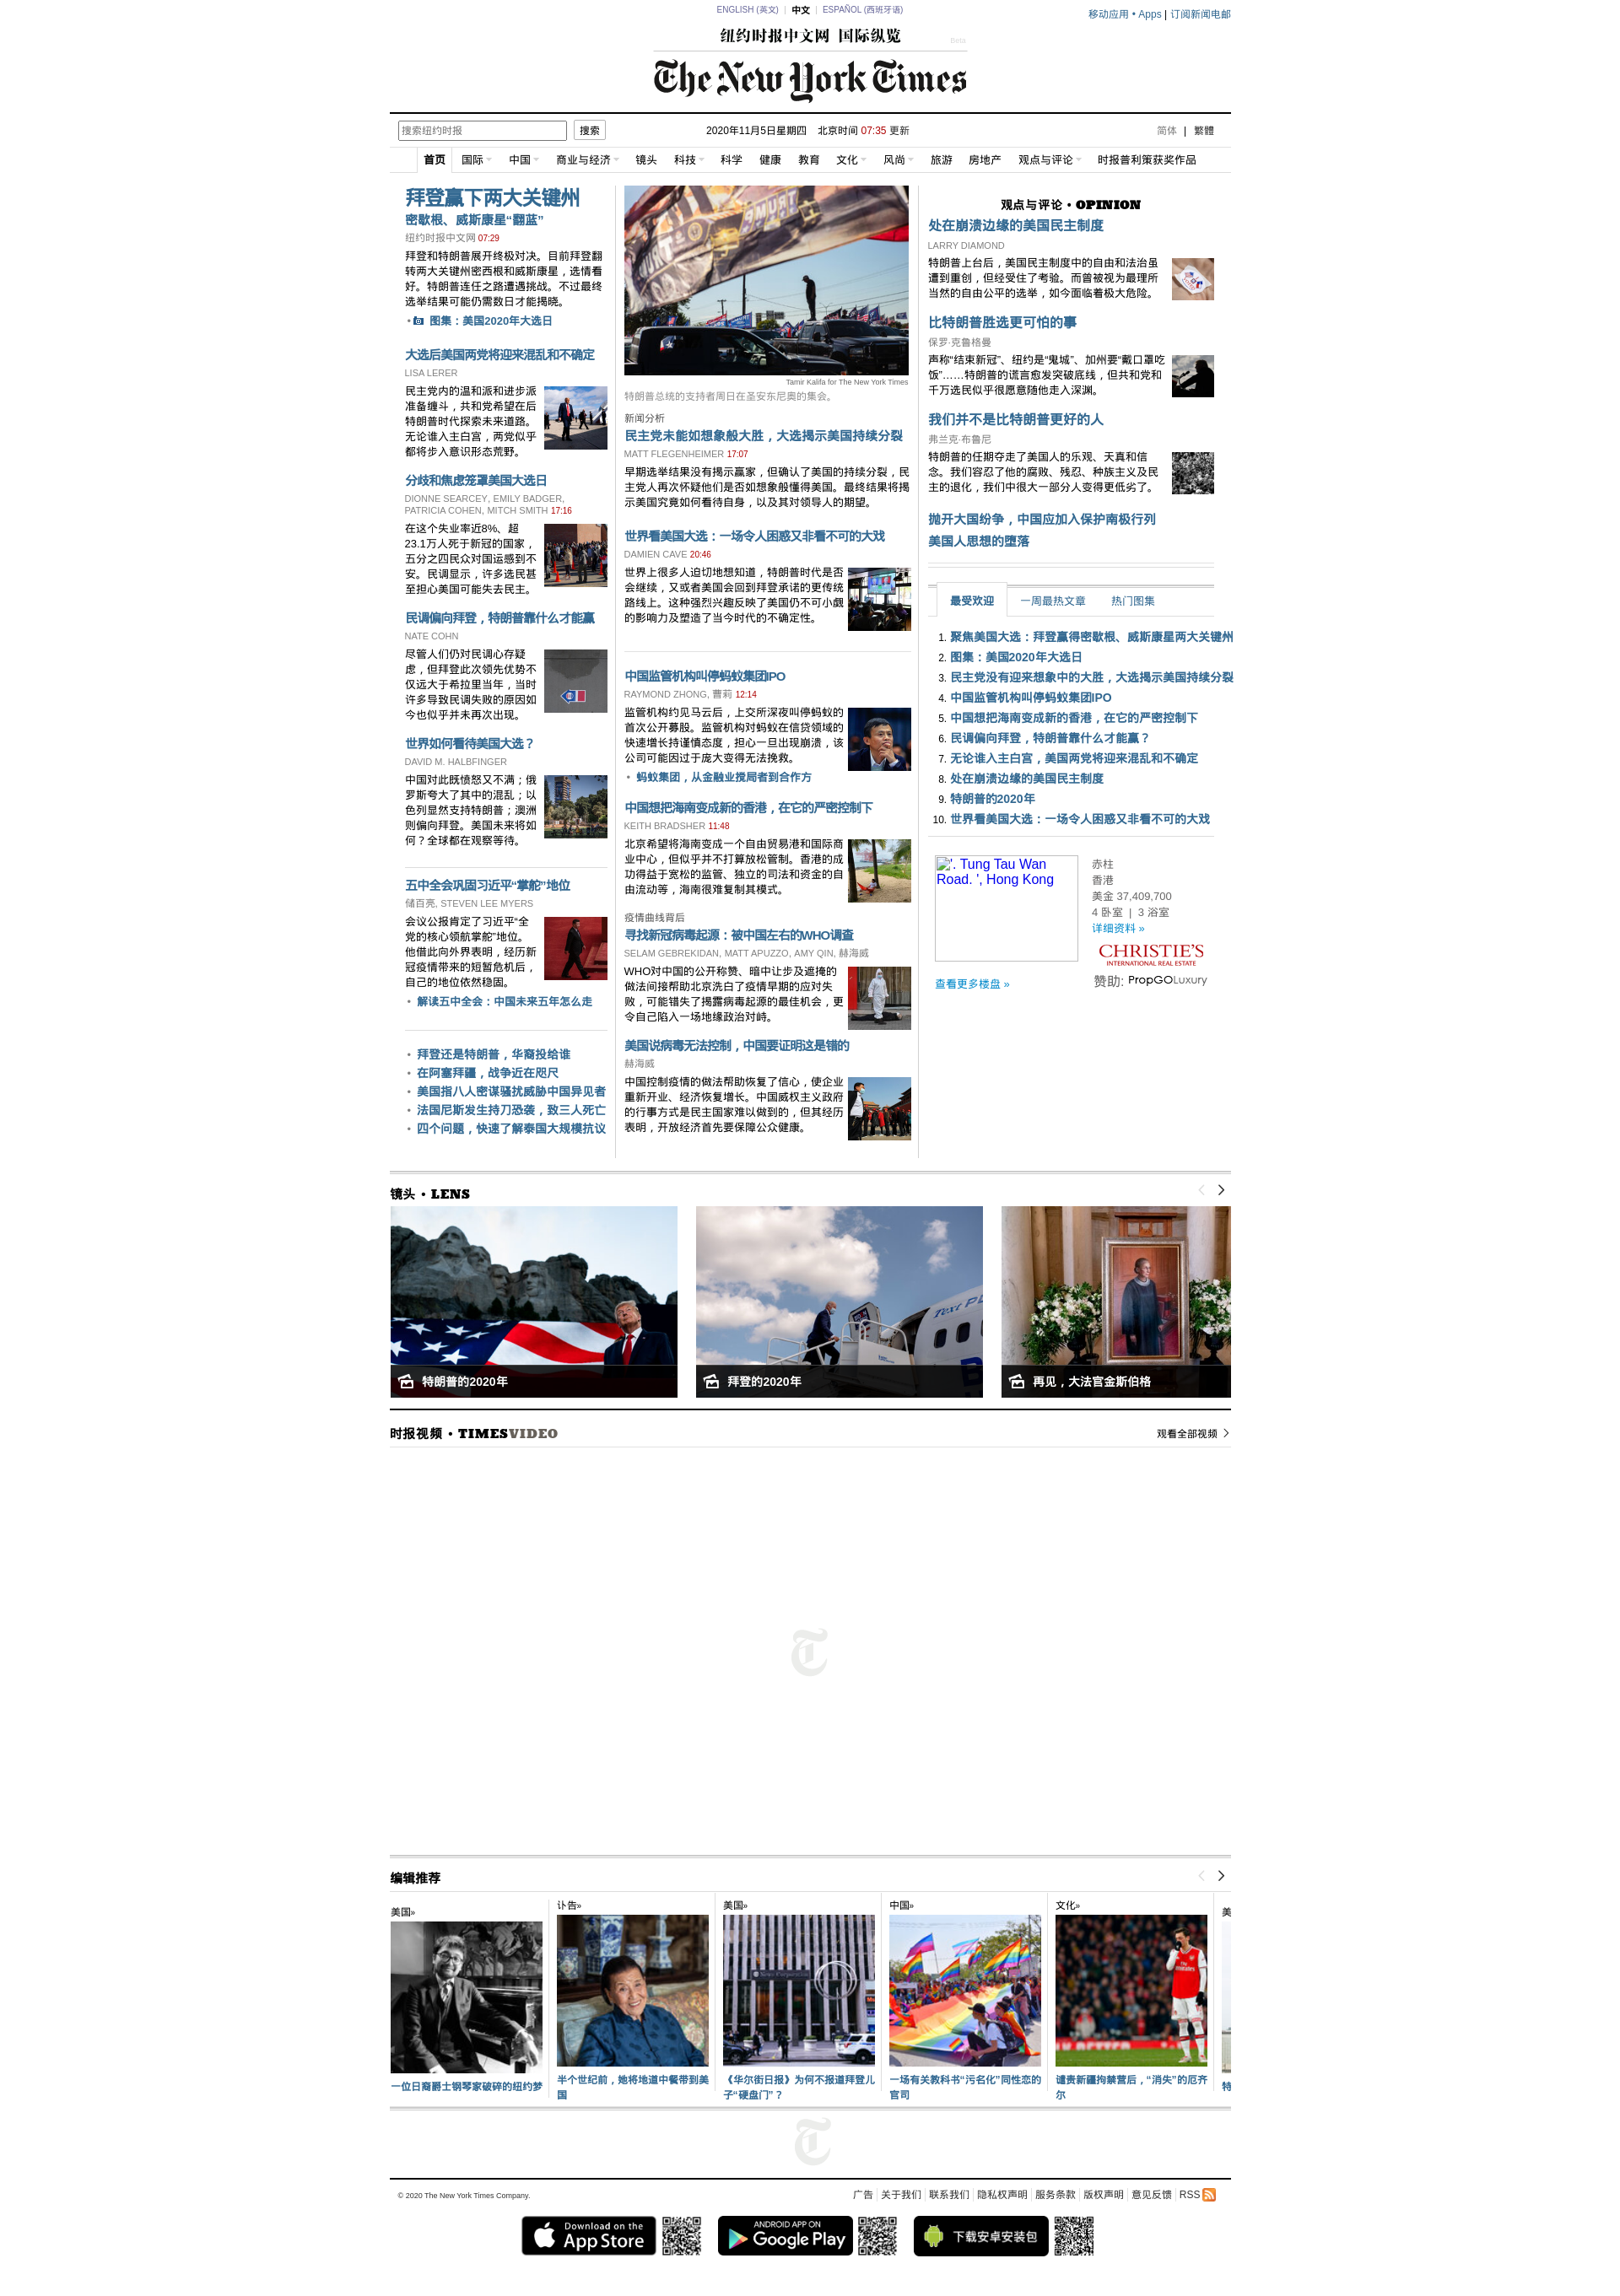 ENGLISH (英文) | 中文 | ESPAÑOL (西班牙语)
移动应用 • Apps | 订阅新闻电邮
纽约时报中文网 国际纵览
Beta
The New York Times
搜索纽约时报
搜索
2020年11月5日星期四 北京时间 07:35 更新
简体 | 繁體
首页 国际 中国 商业与经济 镜头 科技 科学 健康 教育 文化 风尚 旅游 房地产 观点与评论 时报普利策获奖作品
拜登赢下两大关键州
密歇根、威斯康星“翻蓝”
纽约时报中文网 07:29
拜登和特朗普展开终极对决。目前拜登翻
转两大关键州密西根和威斯康星，选情看
好。特朗普连任之路遭遇挑战。不过最终
选举结果可能仍需数日才能揭晓。
图集：美国2020年大选日
大选后美国两党将迎来混乱和不确定
LISA LERER
民主党内的温和派和进步派
准备缠斗，共和党希望在后
特朗普时代探索未来道路。
无论谁入主白宫，两党似乎
都将步入意识形态荒野。
分歧和焦虑笼罩美国大选日
DIONNE SEARCEY, EMILY BADGER,
PATRICIA COHEN, MITCH SMITH 17:16
在这个失业率近8%、超
23.1万人死于新冠的国家，
五分之四民众对国运感到不
安。民调显示，许多选民甚
至担心美国可能失去民主。
民调偏向拜登，特朗普靠什么才能赢
NATE COHN
尽管人们仍对民调心存疑
虑，但拜登此次领先优势不
仅远大于希拉里当年，当时
许多导致民调失败的原因如
今也似乎并未再次出现。
世界如何看待美国大选？
DAVID M. HALBFINGER
中国对此既愤怒又不满；俄
罗斯夸大了其中的混乱；以
色列显然支持特朗普；澳洲
则偏向拜登。美国未来将如
何？全球都在观察等待。
五中全会巩固习近平“掌舵”地位
储百亮, STEVEN LEE MYERS
会议公报肯定了习近平“全
党的核心领航掌舵”地位。
他借此向外界表明，经历新
冠疫情带来的短暂危机后，
自己的地位依然稳固。
解读五中全会：中国未来五年怎么走
拜登还是特朗普，华裔投给谁
在阿塞拜疆，战争近在咫尺
美国指八人密谋骚扰威胁中国异见者
法国尼斯发生持刀恐袭，致三人死亡
四个问题，快速了解泰国大规模抗议
Tamir Kalifa for The New York Times
特朗普总统的支持者周日在圣安东尼奥的集会。
新闻分析
民主党未能如想象般大胜，大选揭示美国持续分裂
MATT FLEGENHEIMER 17:07
早期选举结果没有揭示赢家，但确认了美国的持续分裂，民
主党人再次怀疑他们是否如想象般懂得美国。最终结果将揭
示美国究竟如何看待自身，以及其对领导人的期望。
世界看美国大选：一场令人困惑又非看不可的大戏
DAMIEN CAVE 20:46
世界上很多人迫切地想知道，特朗普时代是否
会继续，又或者美国会回到拜登承诺的更传统
路线上。这种强烈兴趣反映了美国仍不可小觑
的影响力及塑造了当今时代的不确定性。
中国监管机构叫停蚂蚁集团IPO
RAYMOND ZHONG, 曹莉 12:14
监管机构约见马云后，上交所深夜叫停蚂蚁的
首次公开募股。监管机构对蚂蚁在信贷领域的
快速增长持谨慎态度，担心一旦出现崩溃，该
公司可能因过于庞大变得无法挽救。
蚂蚁集团，从金融业搅局者到合作方
中国想把海南变成新的香港，在它的严密控制下
KEITH BRADSHER 11:48
北京希望将海南变成一个自由贸易港和国际商
业中心，但似乎并不打算放松管制。香港的成
功得益于宽松的监管、独立的司法和资金的自
由流动等，海南很难复制其模式。
疫情曲线背后
寻找新冠病毒起源：被中国左右的WHO调查
SELAM GEBREKIDAN, MATT APUZZO, AMY QIN, 赫海威
WHO对中国的公开称赞、暗中让步及遮掩的
做法间接帮助北京洗白了疫情早期的应对失
败，可能错失了揭露病毒起源的最佳机会，更
令自己陷入一场地缘政治对峙。
美国说病毒无法控制，中国要证明这是错的
赫海威
中国控制疫情的做法帮助恢复了信心，使企业
重新开业、经济恢复增长。中国威权主义政府
的行事方式是民主国家难以做到的，但其经历
表明，开放经济首先要保障公众健康。
观点与评论 • OPINION
处在崩溃边缘的美国民主制度
LARRY DIAMOND
特朗普上台后，美国民主制度中的自由和法治虽
遭到重创，但经受住了考验。而曾被视为最理所
当然的自由公平的选举，如今面临着极大危险。
比特朗普胜选更可怕的事
保罗·克鲁格曼
声称“结束新冠”、纽约是“鬼城”、加州要“戴口罩吃
饭”……特朗普的谎言愈发突破底线，但共和党和
千万选民似乎很愿意随他走入深渊。
我们并不是比特朗普更好的人
弗兰克·布鲁尼
特朗普的任期夺走了美国人的乐观、天真和信
念。我们容忍了他的腐败、残忍、种族主义及民
主的退化，我们中很大一部分人变得更低劣了。
抛开大国纷争，中国应加入保护南极行列
美国人思想的堕落
最受欢迎 一周最热文章 热门图集
1. 聚焦美国大选：拜登赢得密歇根、威斯康星两大关键州
2. 图集：美国2020年大选日
3. 民主党没有迎来想象中的大胜，大选揭示美国持续分裂
4. 中国监管机构叫停蚂蚁集团IPO
5. 中国想把海南变成新的香港，在它的严密控制下
6. 民调偏向拜登，特朗普靠什么才能赢？
7. 无论谁入主白宫，美国两党将迎来混乱和不确定
8. 处在崩溃边缘的美国民主制度
9. 特朗普的2020年
10. 世界看美国大选：一场令人困惑又非看不可的大戏
'. Tung Tau Wan
Road. ', Hong Kong
赤柱
香港
美金 37,409,700
4 卧室 | 3 浴室
详细资料 »
CHRISTIE'S
INTERNATIONAL REAL ESTATE
查看更多楼盘 »
赞助: PropGOLuxury
镜头 • LENS
特朗普的2020年
拜登的2020年
再见，大法官金斯伯格
时报视频 • TIMESVIDEO
观看全部视频
编辑推荐
美国»
一位日裔爵士钢琴家破碎的纽约梦
讣告»
半个世纪前，她将地道中餐带到美
国
美国»
《华尔街日报》为何不报道拜登儿
子“硬盘门”？
中国»
一场有关教科书“污名化”同性恋的
官司
文化»
谴责新疆拘禁营后，“消失”的厄齐
尔
美
特
© 2020 The New York Times Company.
广告 关于我们 联系我们 隐私权声明 服务条款 版权声明 意见反馈 RSS
Download on the
App Store
ANDROID APP ON
Google Play
下载安卓安装包